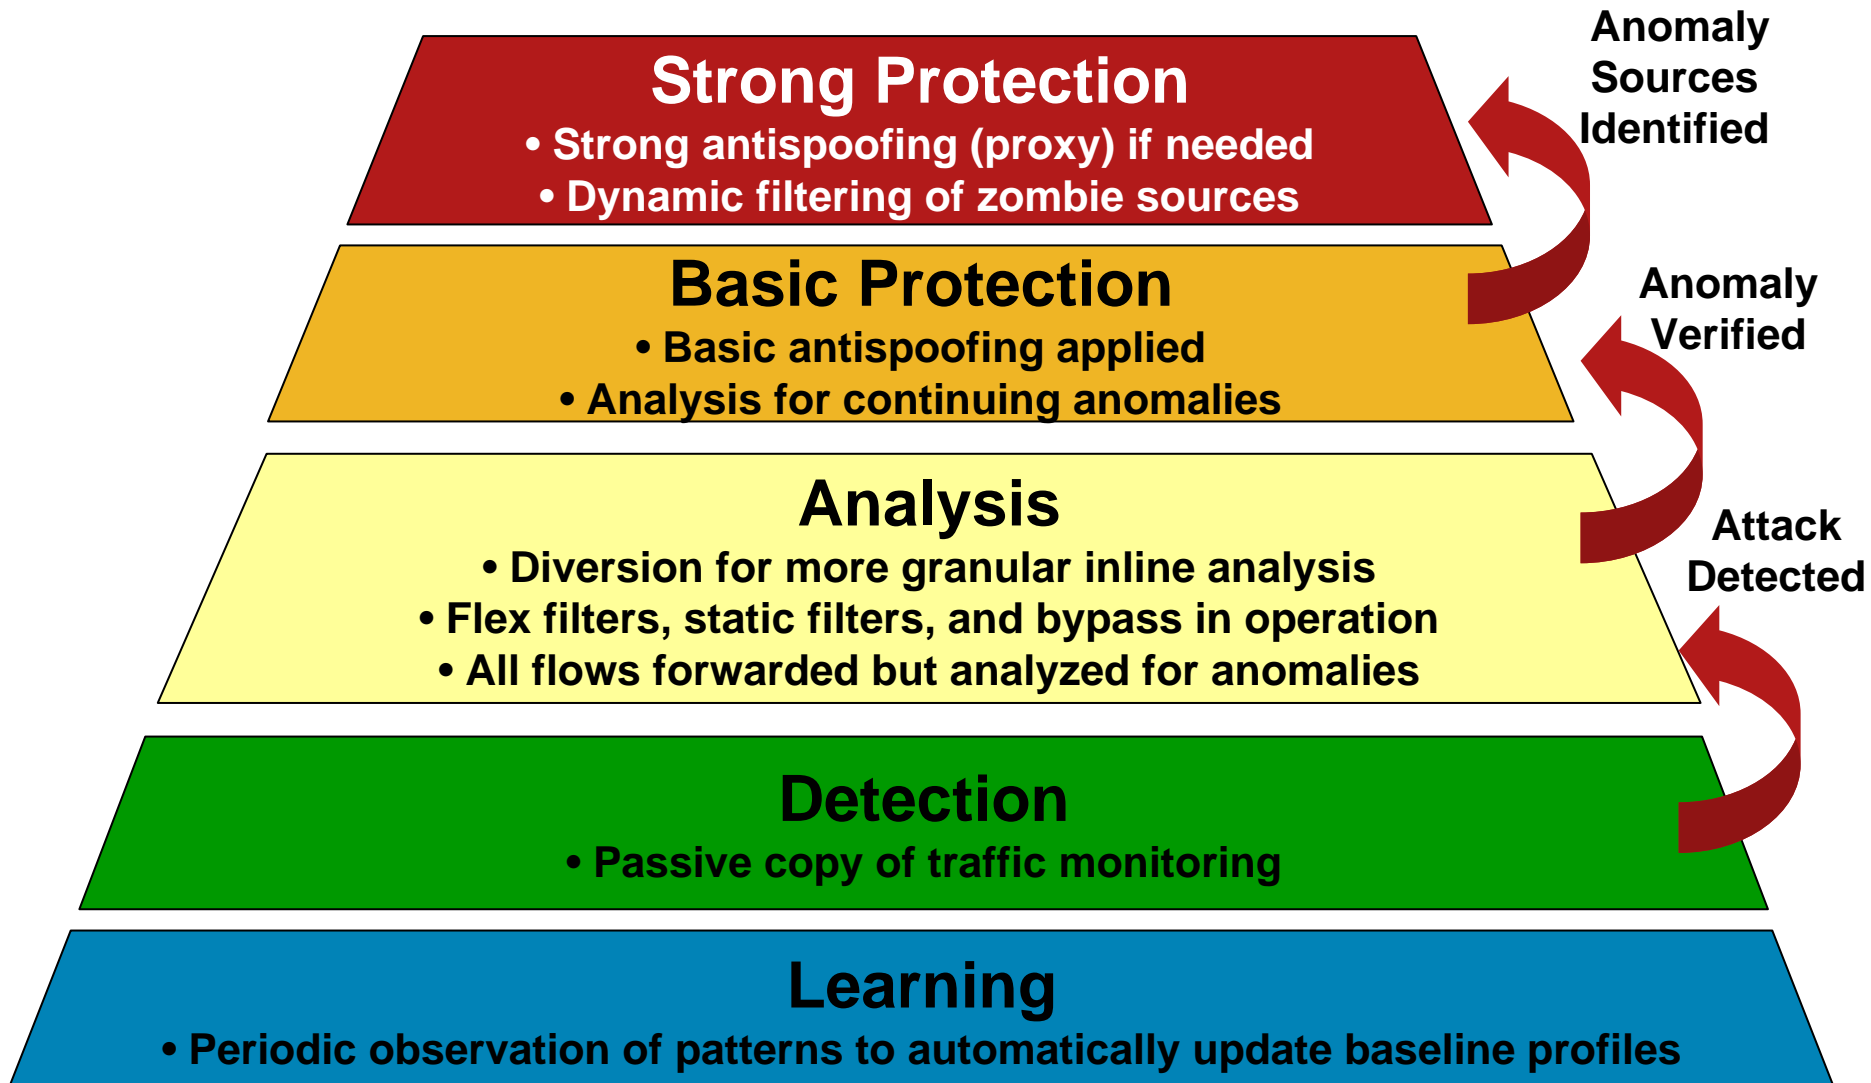 Strong Protection
• Strong antispoofing (proxy) if needed
• Dynamic filtering of zombie sources
Anomaly
Sources
Identified
Basic Protection
• Basic antispoofing applied
• Analysis for continuing anomalies
Anomaly
Verified
Analysis
• Diversion for more granular inline analysis
• Flex filters, static filters, and bypass in operation
• All flows forwarded but analyzed for anomalies
Attack
Detected
Detection
• Passive copy of traffic monitoring
Learning
• Periodic observation of patterns to automatically update baseline profiles